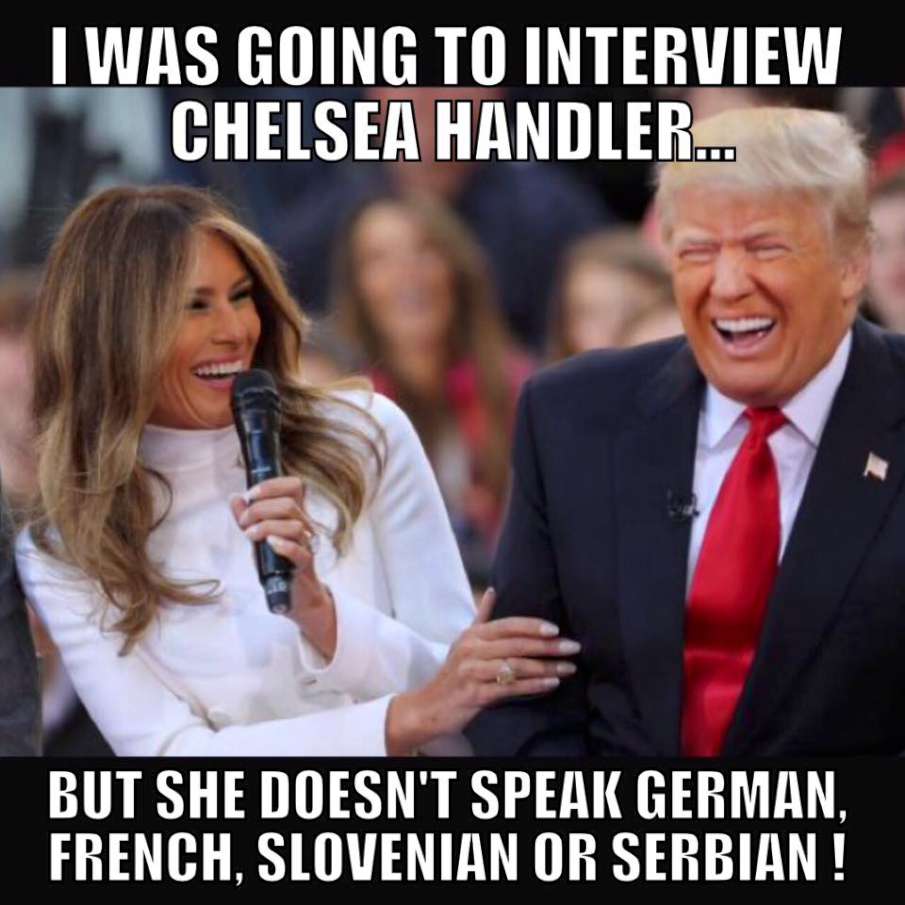 I WAS GOING TO INTERVIEW
CHELSEA HANDLER...
BUT SHE DOESN'T SPEAK GERMAN,
FRENCH, SLOVENIAN OR SERBIAN !